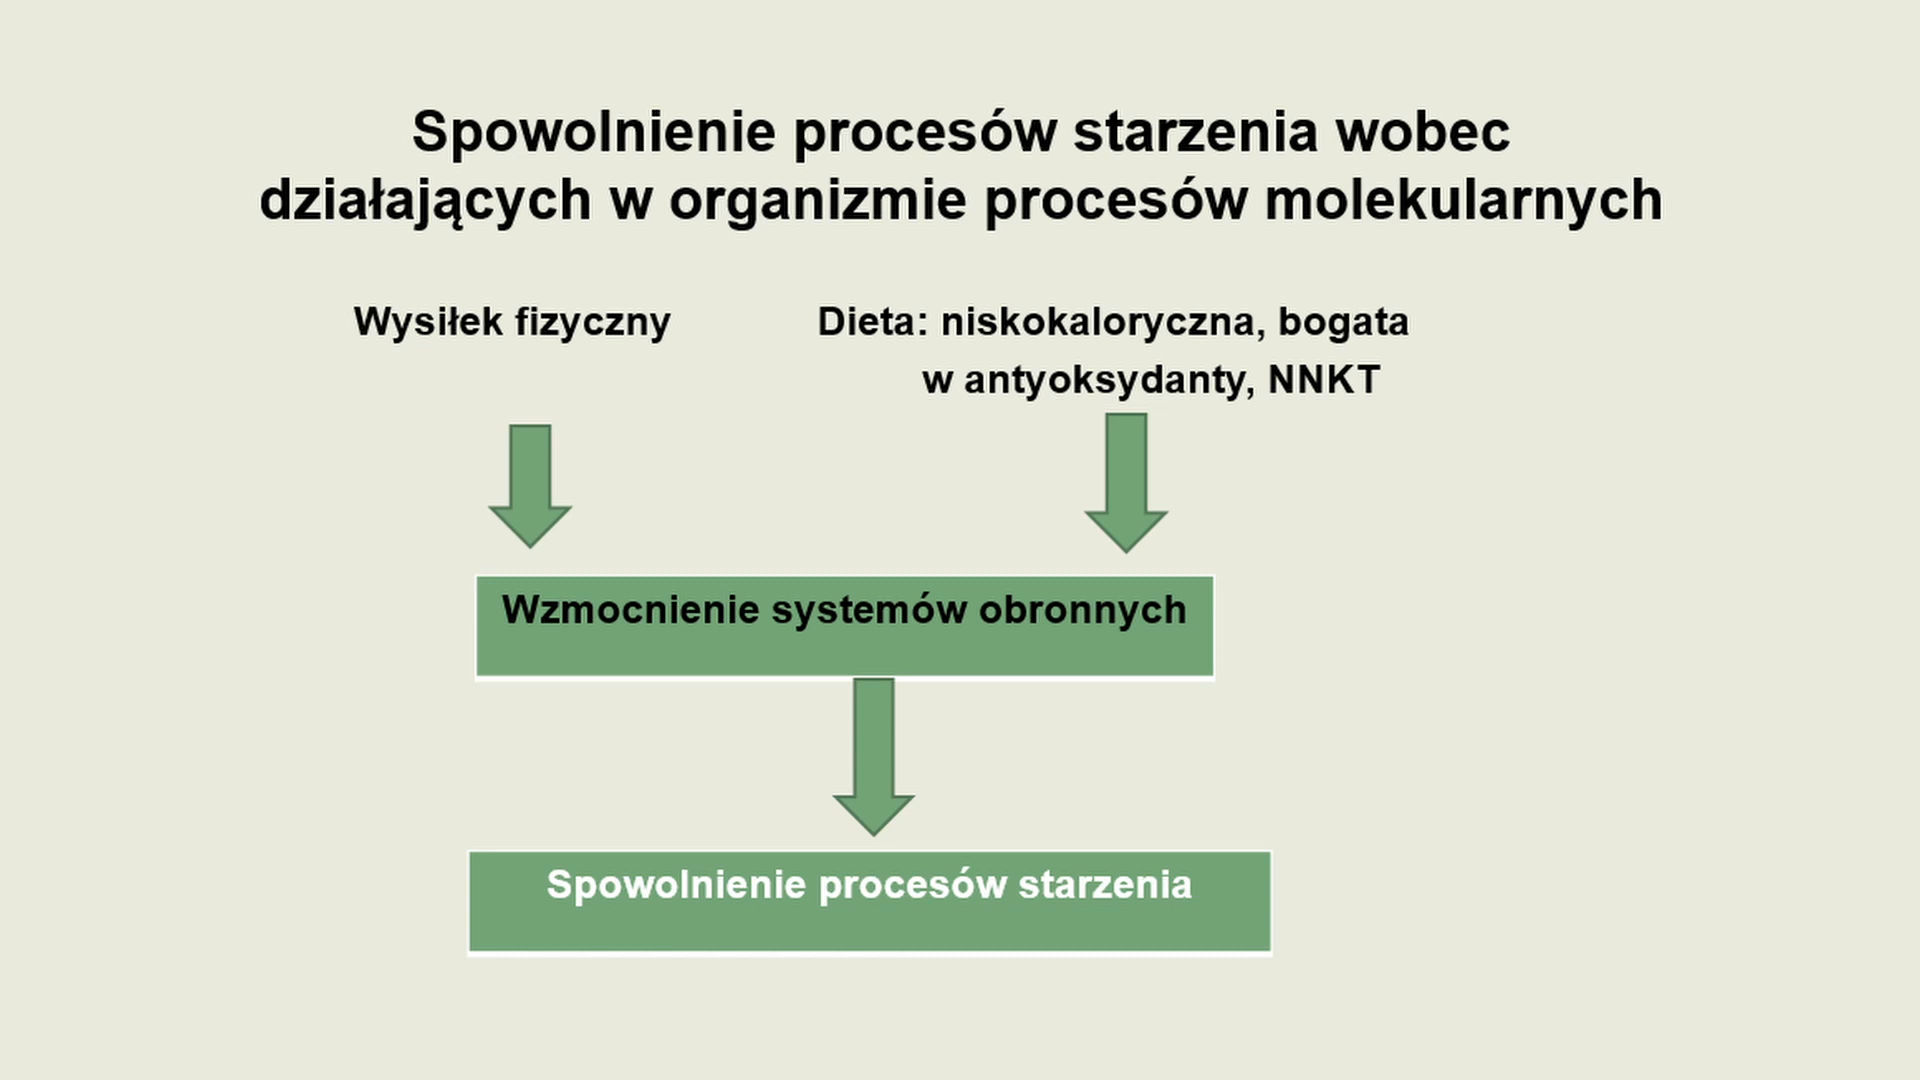 Spowolnienie procesów starzenia wobec
działających w organizmie procesów molekularnych
Wysiłek fizyczny
Dieta: niskokaloryczna, bogata
w antyoksydanty, NNKT
Wzmocnienie systemów obronnych
Spowolnienie procesów starzenia